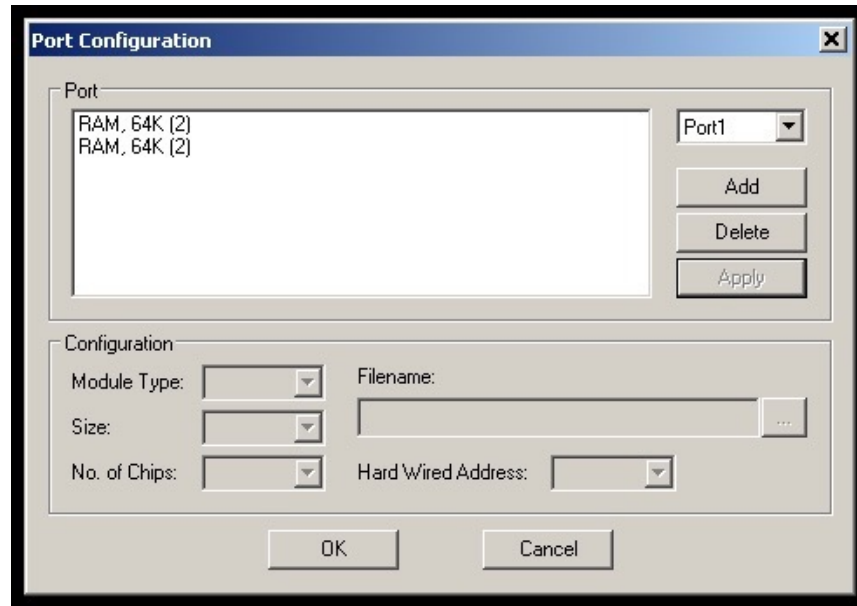 Port Configuration
Port
RAM, 64K (2)
RAM, 64K (2)
Port1
Add
Delete
Apply
Configuration
Module Type:
Filename:
Size:
...
No. of Chips:
Hard Wired Address:
OK
Cancel